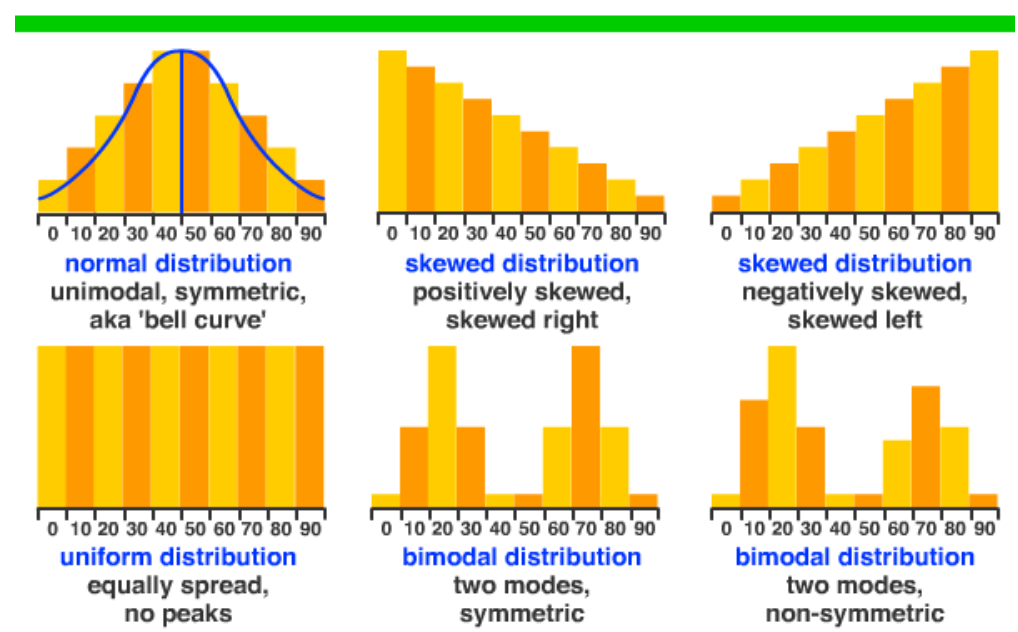 0 10 20 30 40 50 60 70 80 90
normal distribution
unimodal, symmetric,
aka 'bell curve'
0 10 20 30 40 50 60 70 80 90
skewed distribution
positively skewed,
skewed right
0 10 20 30 40 50 60 70 80 90
skewed distribution
negatively skewed,
skewed left
0 10 20 30 40 50 60 70 80 90
uniform distribution
equally spread,
no peaks
0 10 20 30 40 50 60 70 80 90
bimodal distribution
two modes,
symmetric
0 10 20 30 40 50 60 70 80 90
bimodal distribution
two modes,
non-symmetric